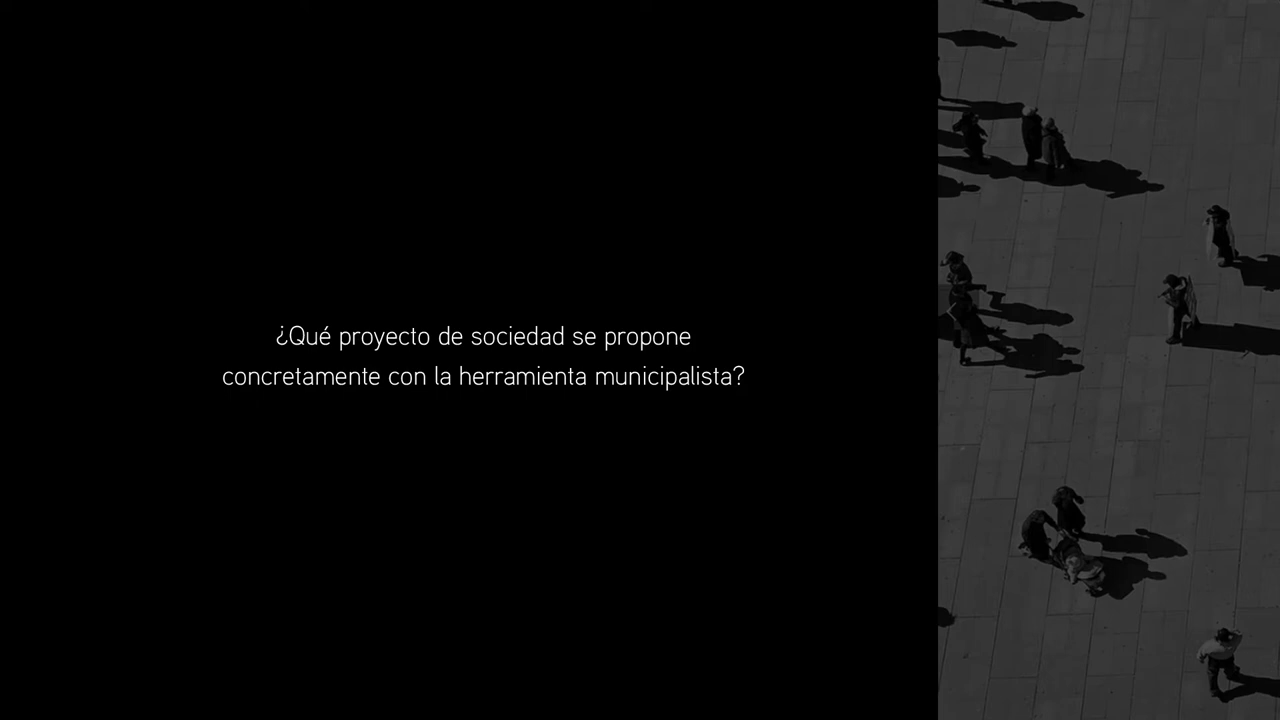 ¿Qué proyecto de sociedad se propone
concretamente con la herramienta municipalista?